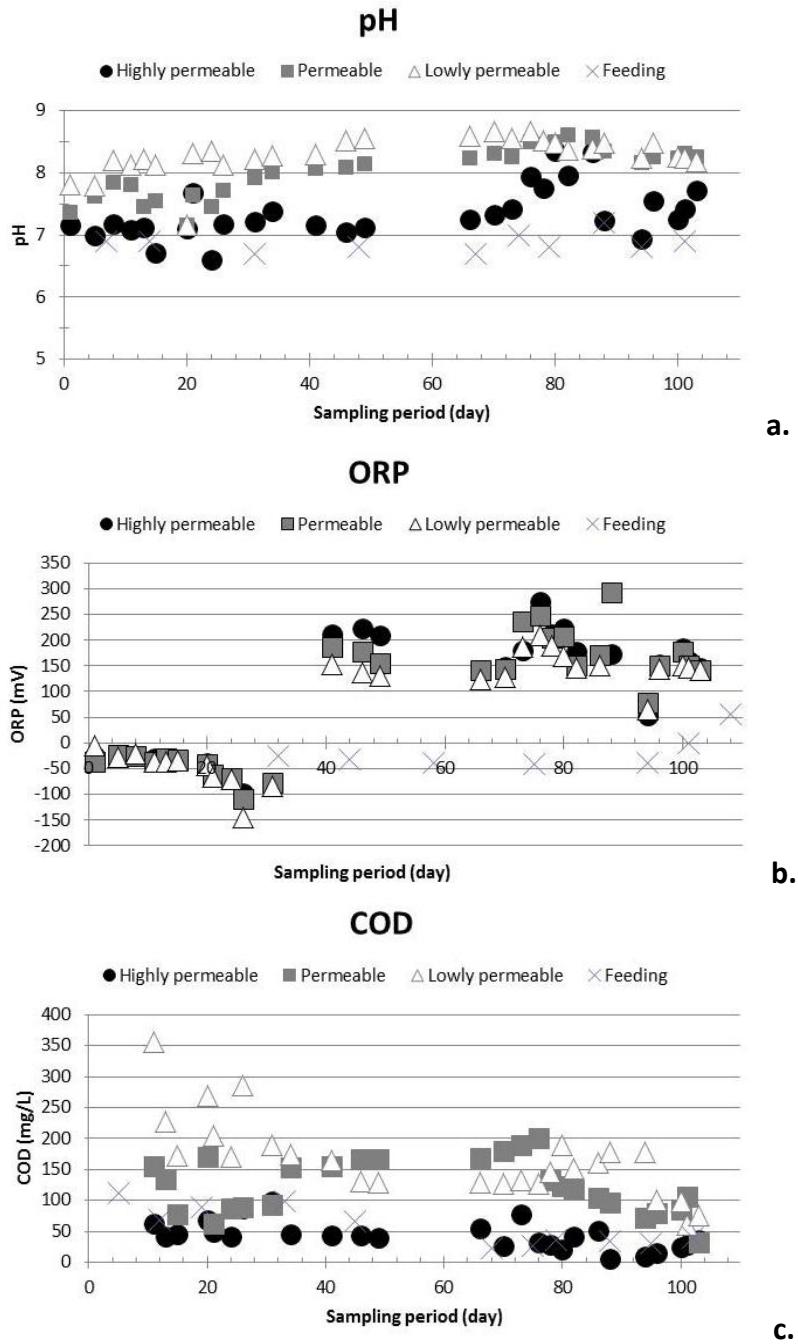 pH
Highly permeable Permeable Lowly permeable Feeding
9
8
7
6
5
pH
0 20 40 60 80 100
Sampling period (day)
a.
ORP
Highly permeable Permeable Lowly permeable Feeding
350
300
250
200
150
100
50
0
-50
-100
-150
-200
ORP (mV)
0 20 40 60 80 100
Sampling period (day)
b.
COD
Highly permeable Permeable Lowly permeable Feeding
400
350
300
250
200
150
100
50
0
COD (mg/L)
0 20 40 60 80 100
Sampling period (day)
c.